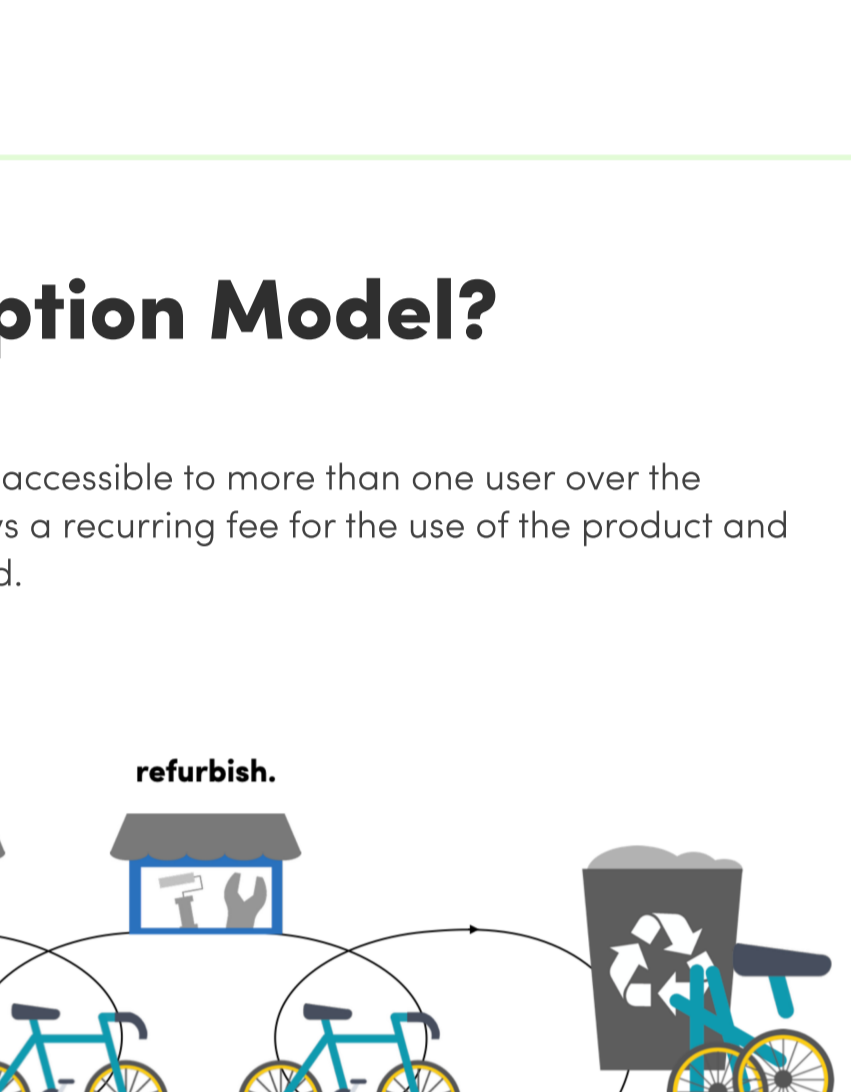 ption Model?
accessible to more than one user over the
s a recurring fee for the use of the product and
d.
refurbish.